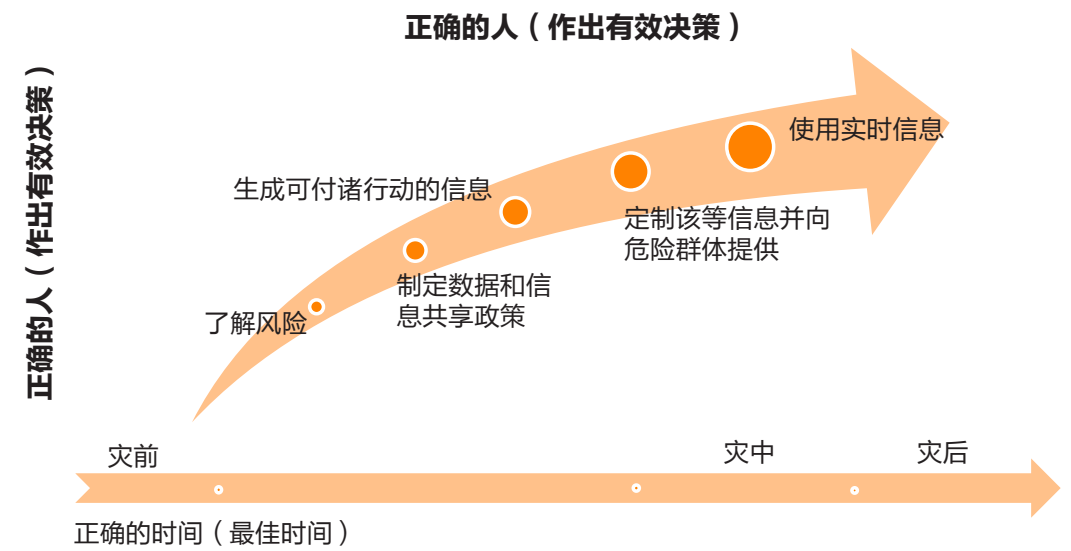 正确的人（作出有效决策）
正确的人（作出有效决策）
使用实时信息
生成可付诸行动的信息
定制该等信息并向
危险群体提供
制定数据和信
息共享政策
了解风险
灾前
灾中
灾后
正确的时间（最佳时间）